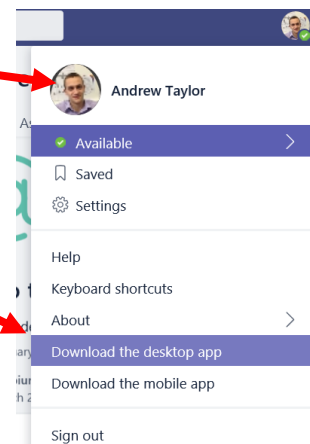 Andrew Taylor
Available
Saved
Settings
Help
Keyboard shortcuts
About
Download the desktop app
Download the mobile app
Sign out